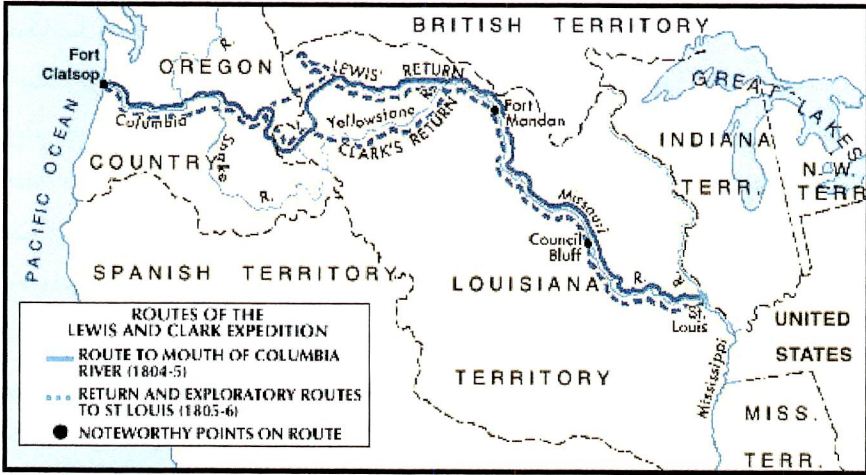 BRITISH TERRITORY
Fort
Clatsop
OREGON
R.
LEWIS' RETURN
GREAT LAKES
Columbia
Yellowstone
R.
Fort
Mandan
CLARK'S RETURN
INDIANA
TERR.
N.W.
TERR.
COUNTRY
Snake
R.
PACIFIC OCEAN
Missouri
R.
Council
Bluff
SPANISH TERRITORY
LOUISIANA
TERRITORY
R.
St.
Louis
Mississippi
UNITED
STATES
MISS.
TERR.
ROUTES OF THE
LEWIS AND CLARK EXPEDITION
ROUTE TO MOUTH OF COLUMBIA
RIVER (1804-5)
RETURN AND EXPLORATORY ROUTES
TO ST LOUIS (1805-6)
NOTEWORTHY POINTS ON ROUTE